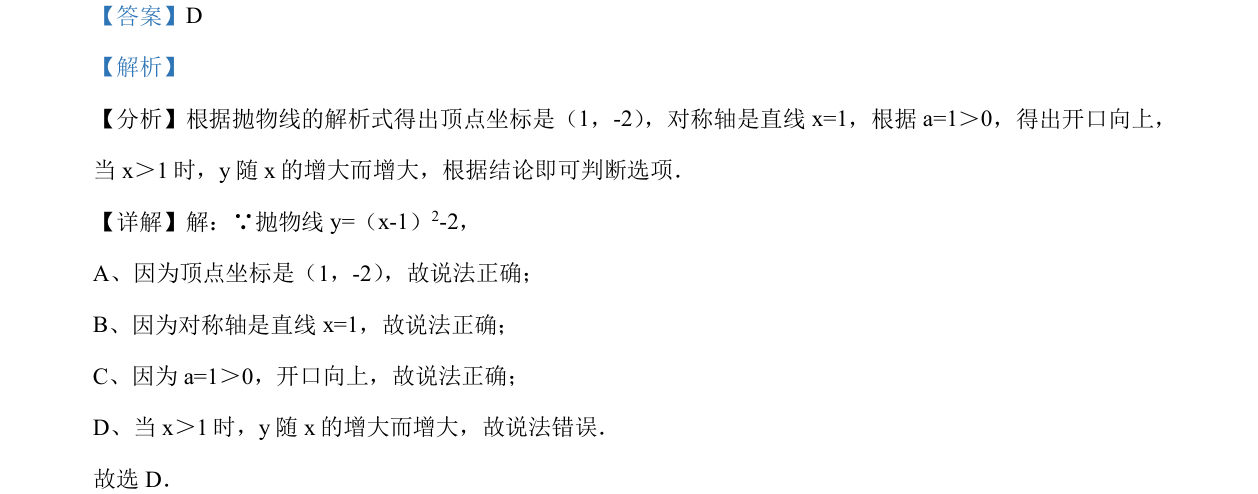 【答案】D
【解析】
【分析】根据抛物线的解析式得出顶点坐标是（1，-2），对称轴是直线 x=1，根据 a=1＞0，得出开口向上，
当 x＞1 时，y 随 x 的增大而增大，根据结论即可判断选项．
【详解】解：∵抛物线 y=（x-1）²-2，
A、因为顶点坐标是（1，-2），故说法正确；
B、因为对称轴是直线 x=1，故说法正确；
C、因为 a=1＞0，开口向上，故说法正确；
D、当 x＞1 时，y 随 x 的增大而增大，故说法错误．
故选 D．